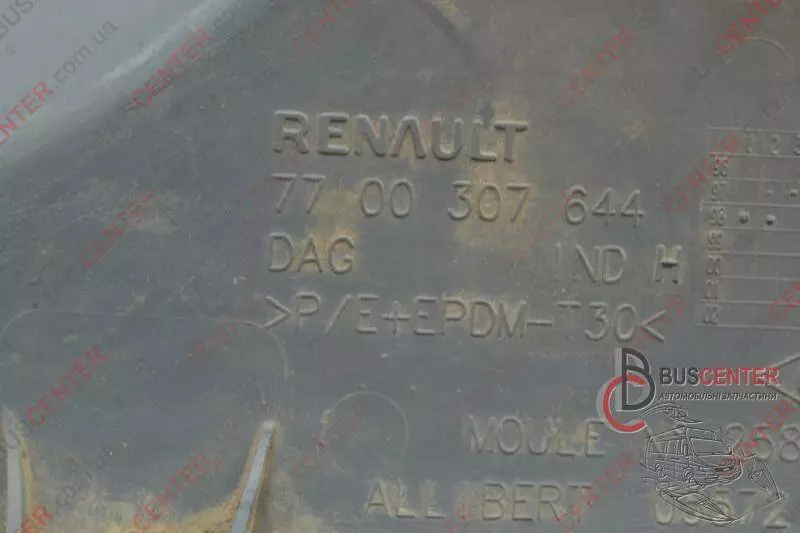 RENAULT
77 00 307 644
DAG IND H
>P/E+EPDM-T30<
BUSCENTER
АВТОМОБІЛЬНІ ЗАПЧАСТИНИ
MOULE
ALLIBERT